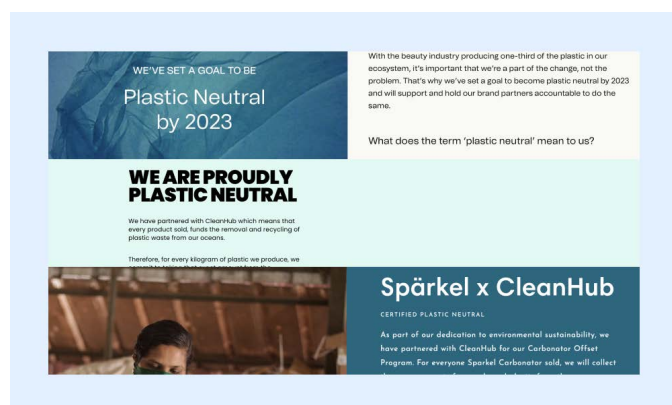 WE'VE SET A GOAL TO BE
Plastic Neutral
by 2023
With the beauty industry producing one-third of the plastic in our
ecosystem, it's important that we're a part of the change, not the
problem. That's why we've set a goal to become plastic neutral by 2023
and will support and hold our brand partners accountable to do the
same.
What does the term 'plastic neutral' mean to us?
WE ARE PROUDLY
PLASTIC NEUTRAL
We have partnered with CleanHub which means that
every product sold, funds the removal and recycling of
plastic waste from our oceans.
Therefore, for every kilogram of plastic we produce, we
Spärkel x CleanHub
CERTIFIED PLASTIC NEUTRAL
As part of our dedication to environmental sustainability, we
have partnered with CleanHub for our Carbonator Offset
Program. For everyone Sparkel Carbonator sold, we will collect